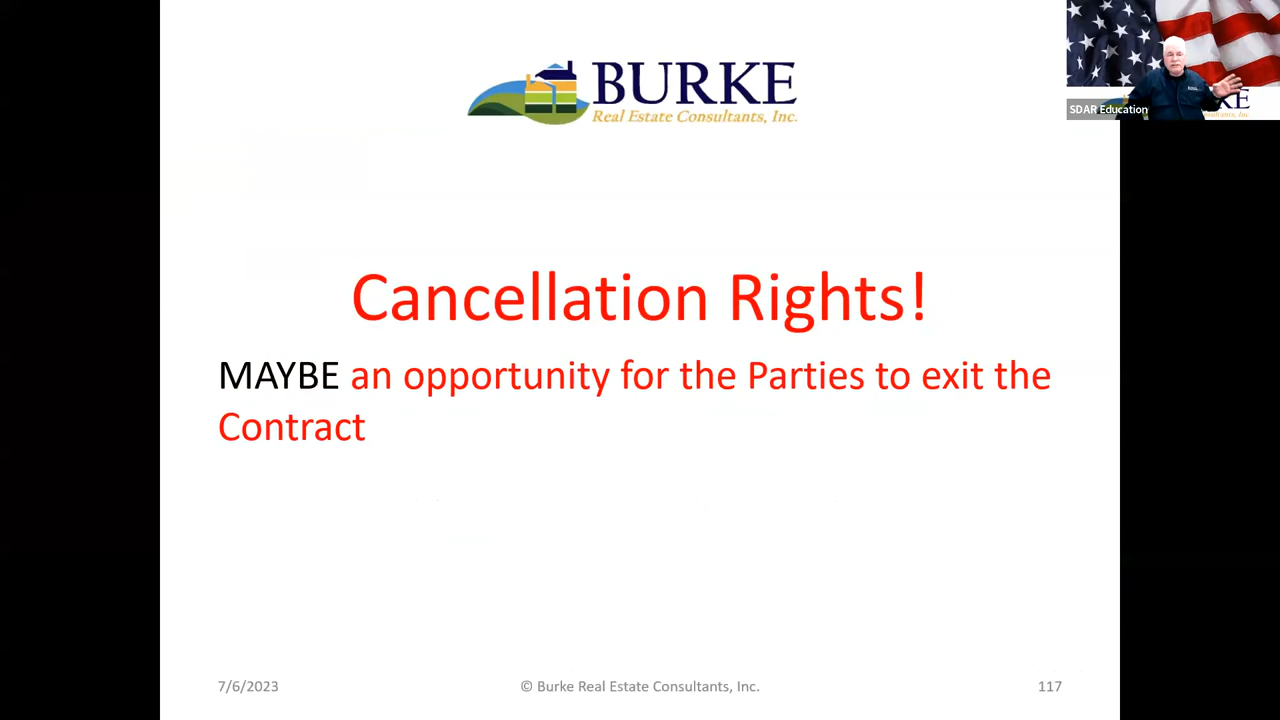 BURKE
Real Estate Consultants, Inc.
SDAR Education
Cancellation Rights!
MAYBE an opportunity for the Parties to exit the
Contract
7/6/2023
© Burke Real Estate Consultants, Inc.
117